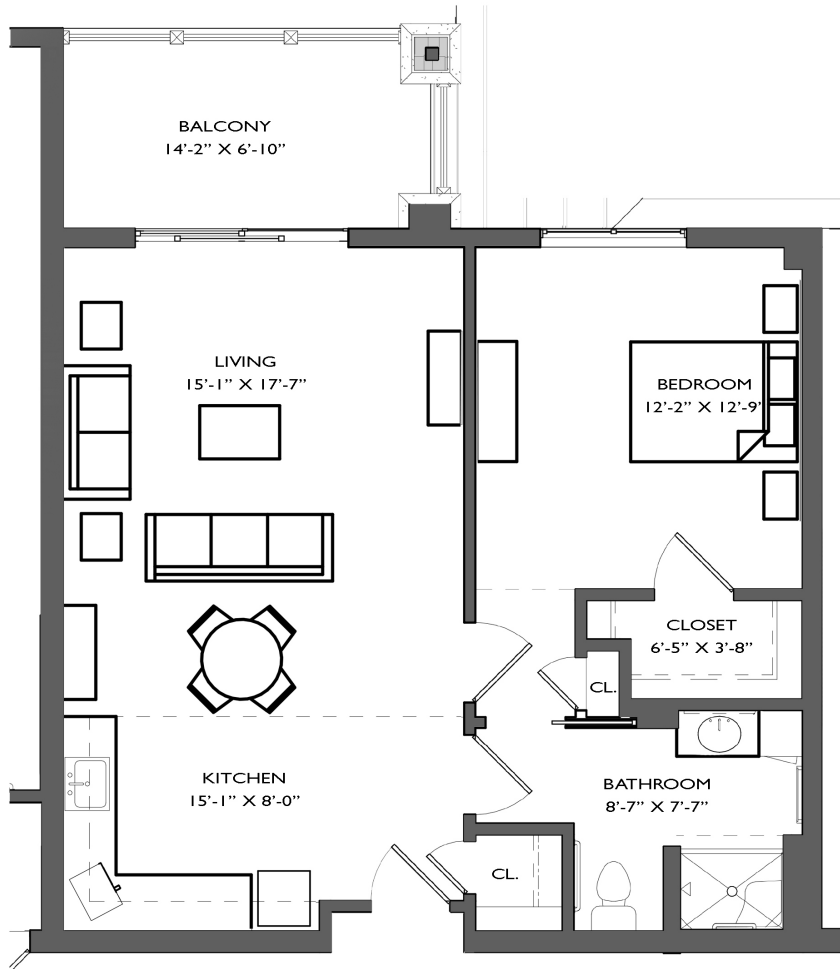 BALCONY
14'-2" X 6'-10"
LIVING
15'-1" X 17'-7"
BEDROOM
12'-2" X 12'-9'
CLOSET
6'-5" X 3'-8"
CL.
KITCHEN
15'-1" X 8'-0"
BATHROOM
8'-7" X 7'-7"
CL.